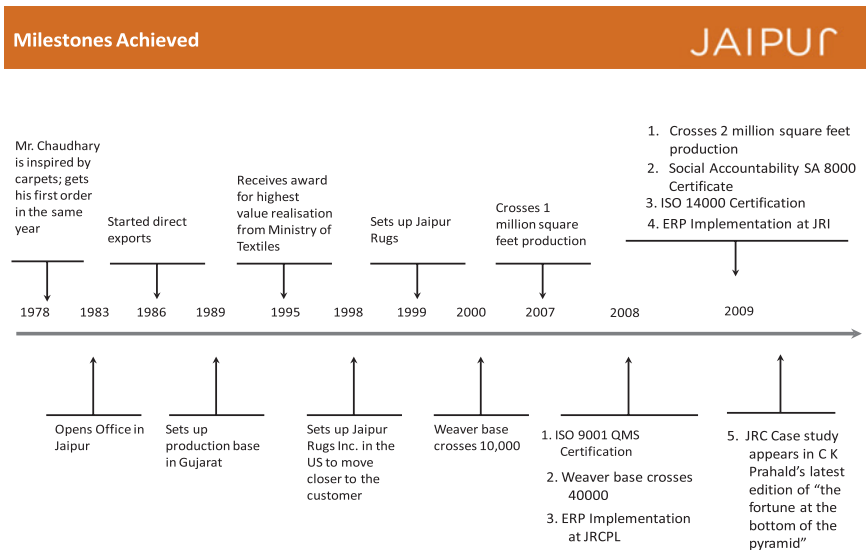 Milestones Achieved
JAIPUR
Mr. Chaudhary
is inspired by
carpets; gets
his first order
in the same
year
Started direct
exports
Receives award
for highest
value realisation
from Ministry of
Textiles
Sets up Jaipur
Rugs
Crosses 1
million square
feet production
1. Crosses 2 million square feet
production
2. Social Accountability SA 8000
Certificate
3. ISO 14000 Certification
4. ERP Implementation at JRI
1978 1983 1986 1989 1995 1998 1999 2000 2007 2008 2009
Opens Office in
Jaipur
Sets up
production base
in Gujarat
Sets up Jaipur
Rugs Inc. in the
US to move
closer to the
customer
Weaver base
crosses 10,000
1. ISO 9001 QMS
Certification
2. Weaver base crosses
40000
3. ERP Implementation
at JRCPL
5. JRC Case study
appears in C K
Prahald’s latest
edition of “the
fortune at the
bottom of the
pyramid”